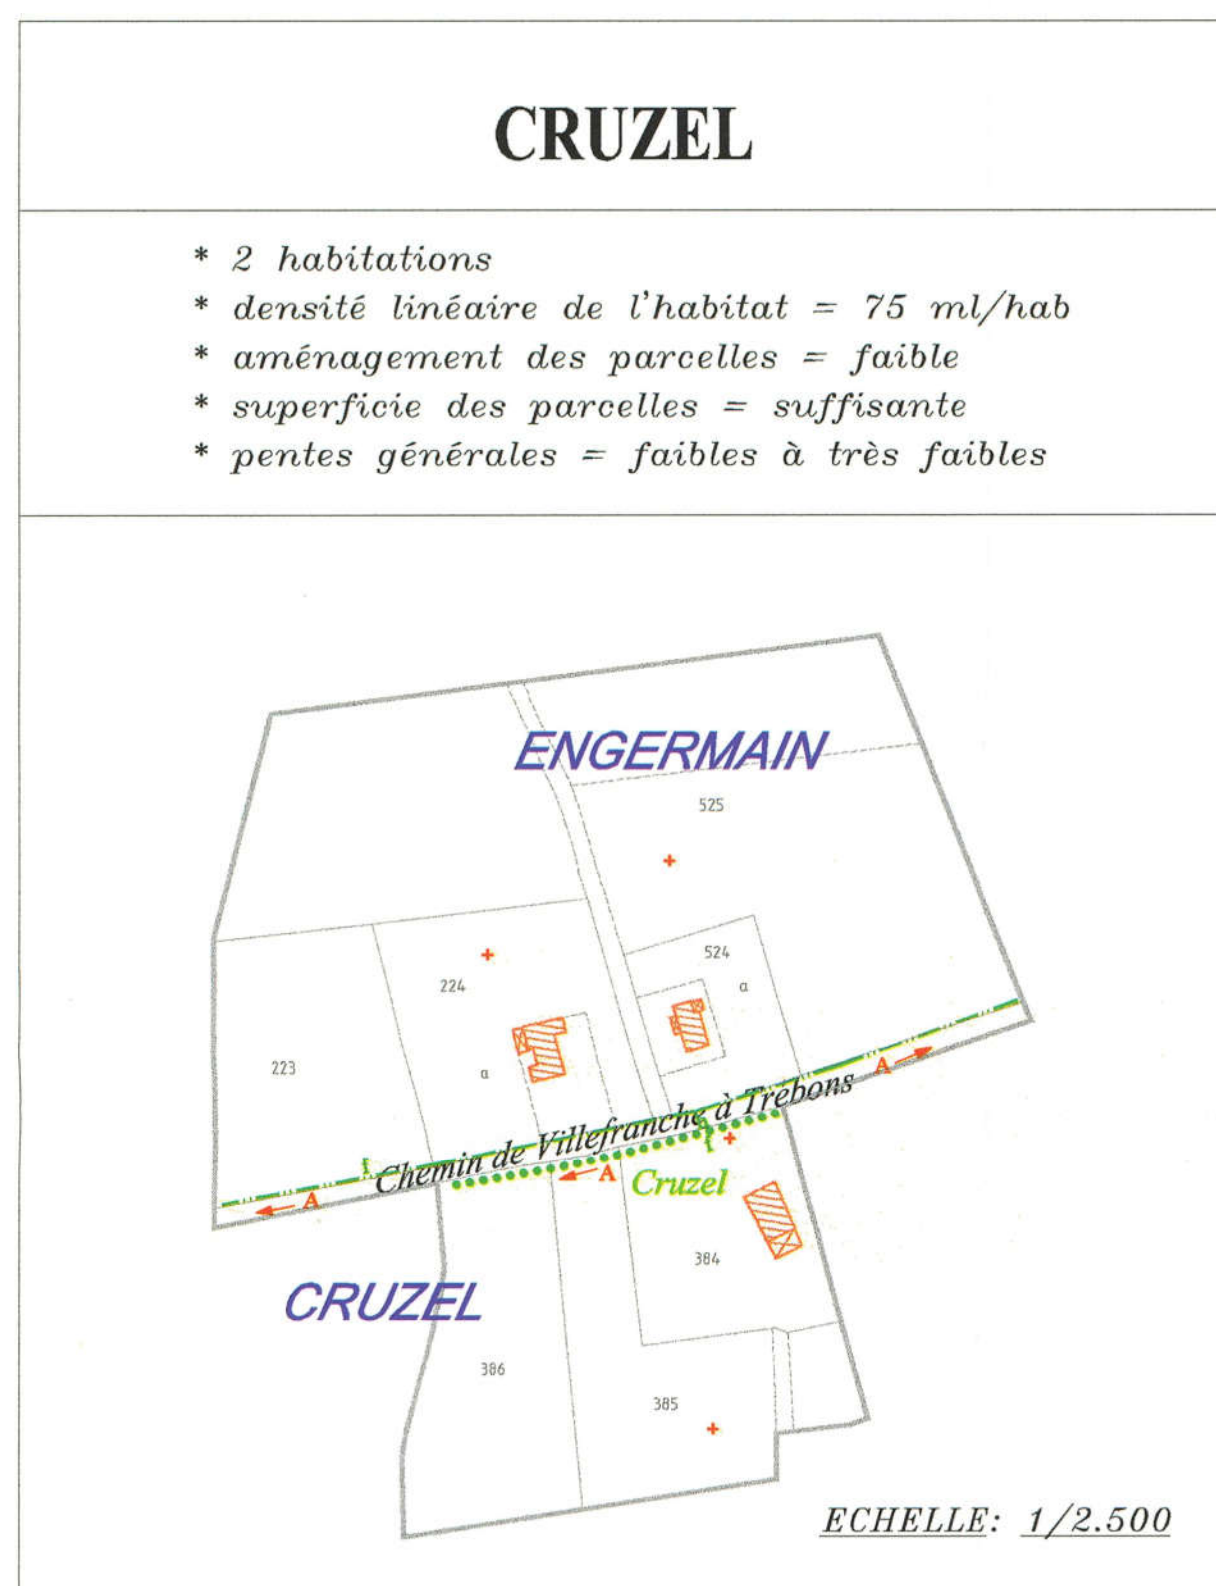 CRUZEL
* 2 habitations
* densité linéaire de l'habitat = 75 ml/hab
* aménagement des parcelles = faible
* superficie des parcelles = suffisante
* pentes générales = faibles à très faibles
ENGERMAIN
525
524
a
224
a
223
Chemin de Villefranche à Trébons
A
A
A
Cruzel
384
CRUZEL
386
385
ECHELLE: 1/2.500